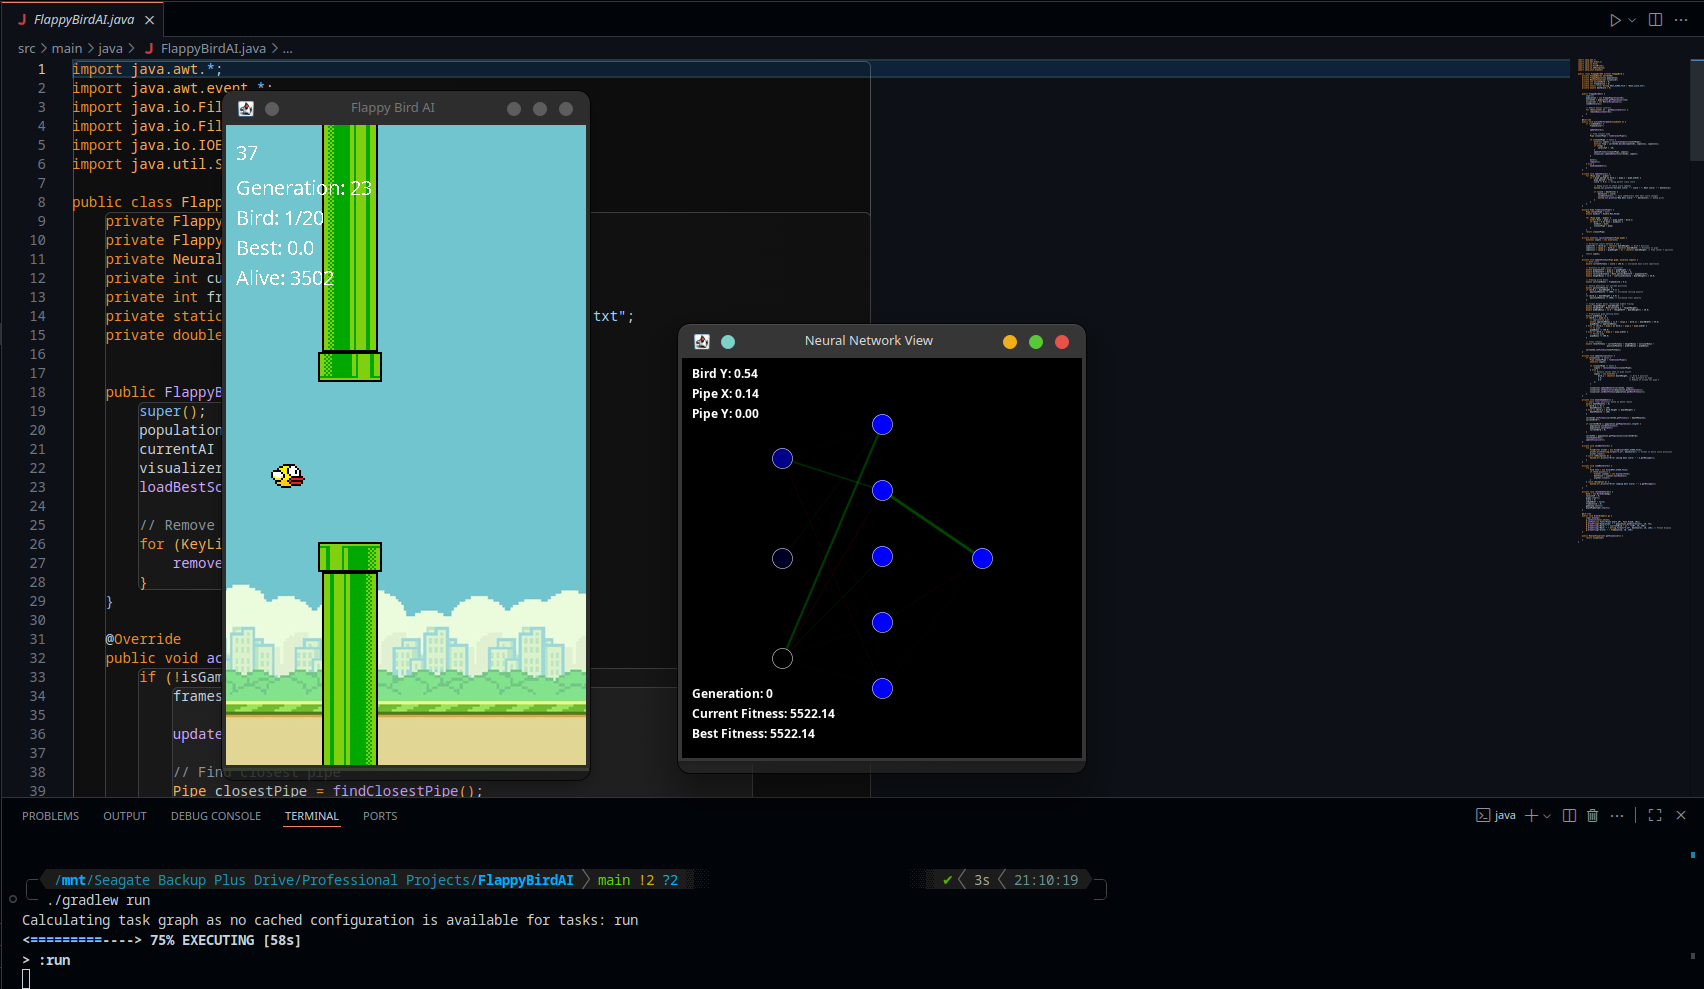 FlappyBirdAI.java
src > main > java > FlappyBirdAI.java > ...
1 import java.awt.*;
2 import java.awt.event.*;
3 import java.io.Fil
4 import java.io.Fil
5 import java.io.IOE
6 import java.util.S
7
8 public class Flapp
9 private Flappy
10 private Flappy
11 private Neural
12 private int cu
13 private int fr
14 private static txt";
15 private double
16
17
18 public FlappyB
19 super();
20 population
21 currentAI
22 visualizer
23 loadBestSc
24
25 // Remove
26 for (KeyLi
27 remove
28 }
29 }
30
31 @Override
32 public void ac
33 if (!isGam
34 frames
35
36 update
37
38 // Find closest pipe
39 Pipe closestPipe = findClosestPipe();
Flappy Bird AI
37
Generation: 23
Bird: 1/20
Best: 0.0
Alive: 3502
Neural Network View
Bird Y: 0.54
Pipe X: 0.14
Pipe Y: 0.00
Generation: 0
Current Fitness: 5522.14
Best Fitness: 5522.14
PROBLEMS OUTPUT DEBUG CONSOLE TERMINAL PORTS
java
/mnt/Seagate Backup Plus Drive/Professional Projects/FlappyBirdAI main !2 ?2 ✔ 3s 21:10:19
./gradlew run
Calculating task graph as no cached configuration is available for tasks: run
<=========----> 75% EXECUTING [58s]
> :run